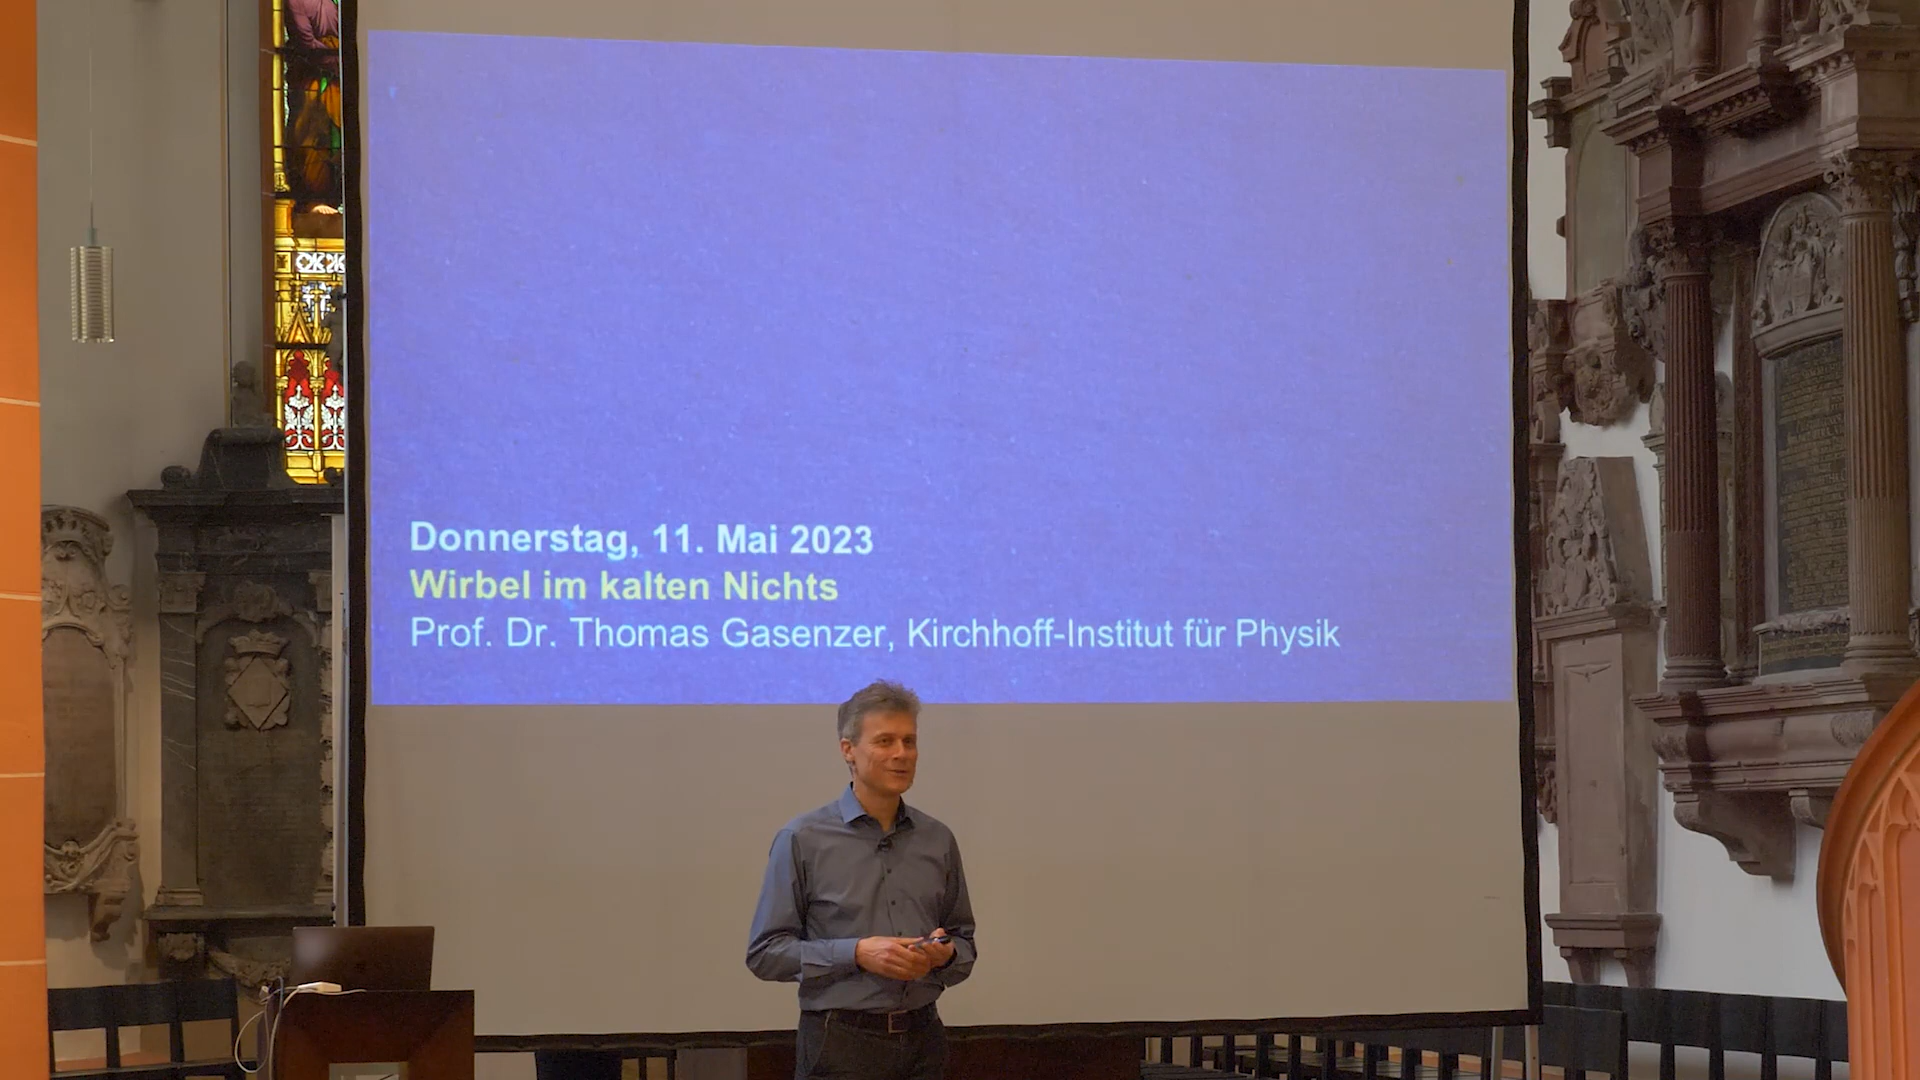 Donnerstag, 11. Mai 2023
Wirbel im kalten Nichts
Prof. Dr. Thomas Gasenzer, Kirchhoff-Institut für Physik